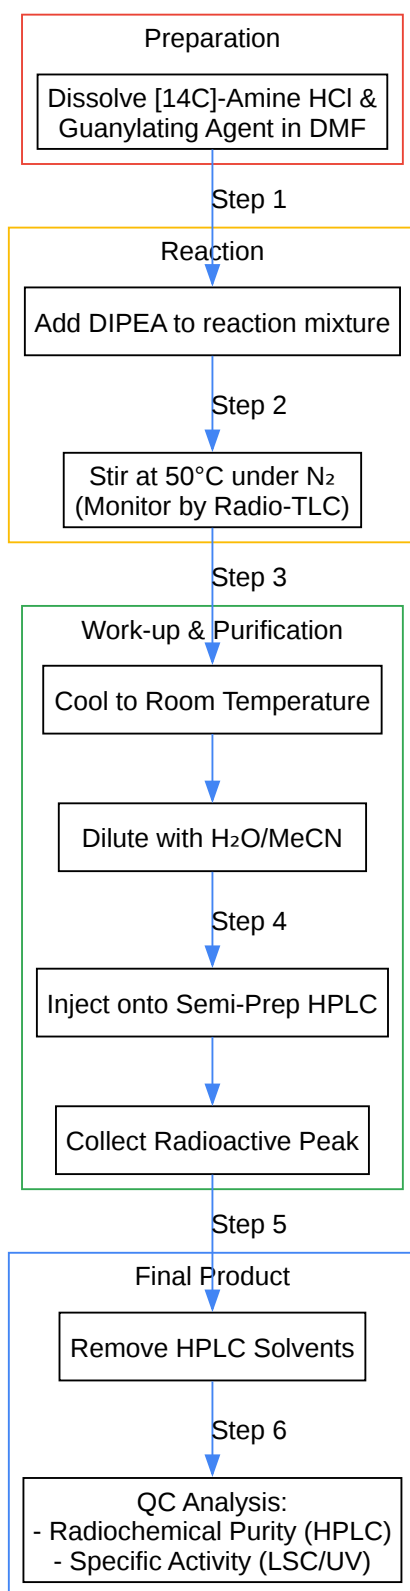 Preparation
Dissolve [14C]-Amine HCl &
Guanylating Agent in DMF
Step 1
Reaction
Add DIPEA to reaction mixture
Step 2
Stir at 50°C under N₂
(Monitor by Radio-TLC)
Step 3
Work-up & Purification
Cool to Room Temperature
Dilute with H₂O/MeCN
Step 4
Inject onto Semi-Prep HPLC
Collect Radioactive Peak
Step 5
Final Product
Remove HPLC Solvents
Step 6
QC Analysis:
- Radiochemical Purity (HPLC)
- Specific Activity (LSC/UV)